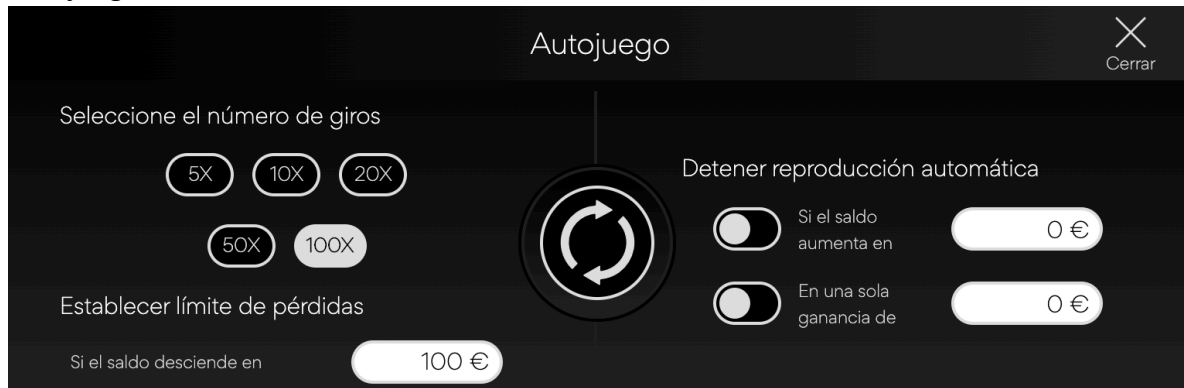 Autojuego
Cerrar
Seleccione el número de giros
5X 10X 20X
50X 100X
Establecer límite de pérdidas
Si el saldo desciende en 100 €
Detener reproducción automática
Si el saldo
aumenta en
0 €
En una sola
ganancia de
0 €